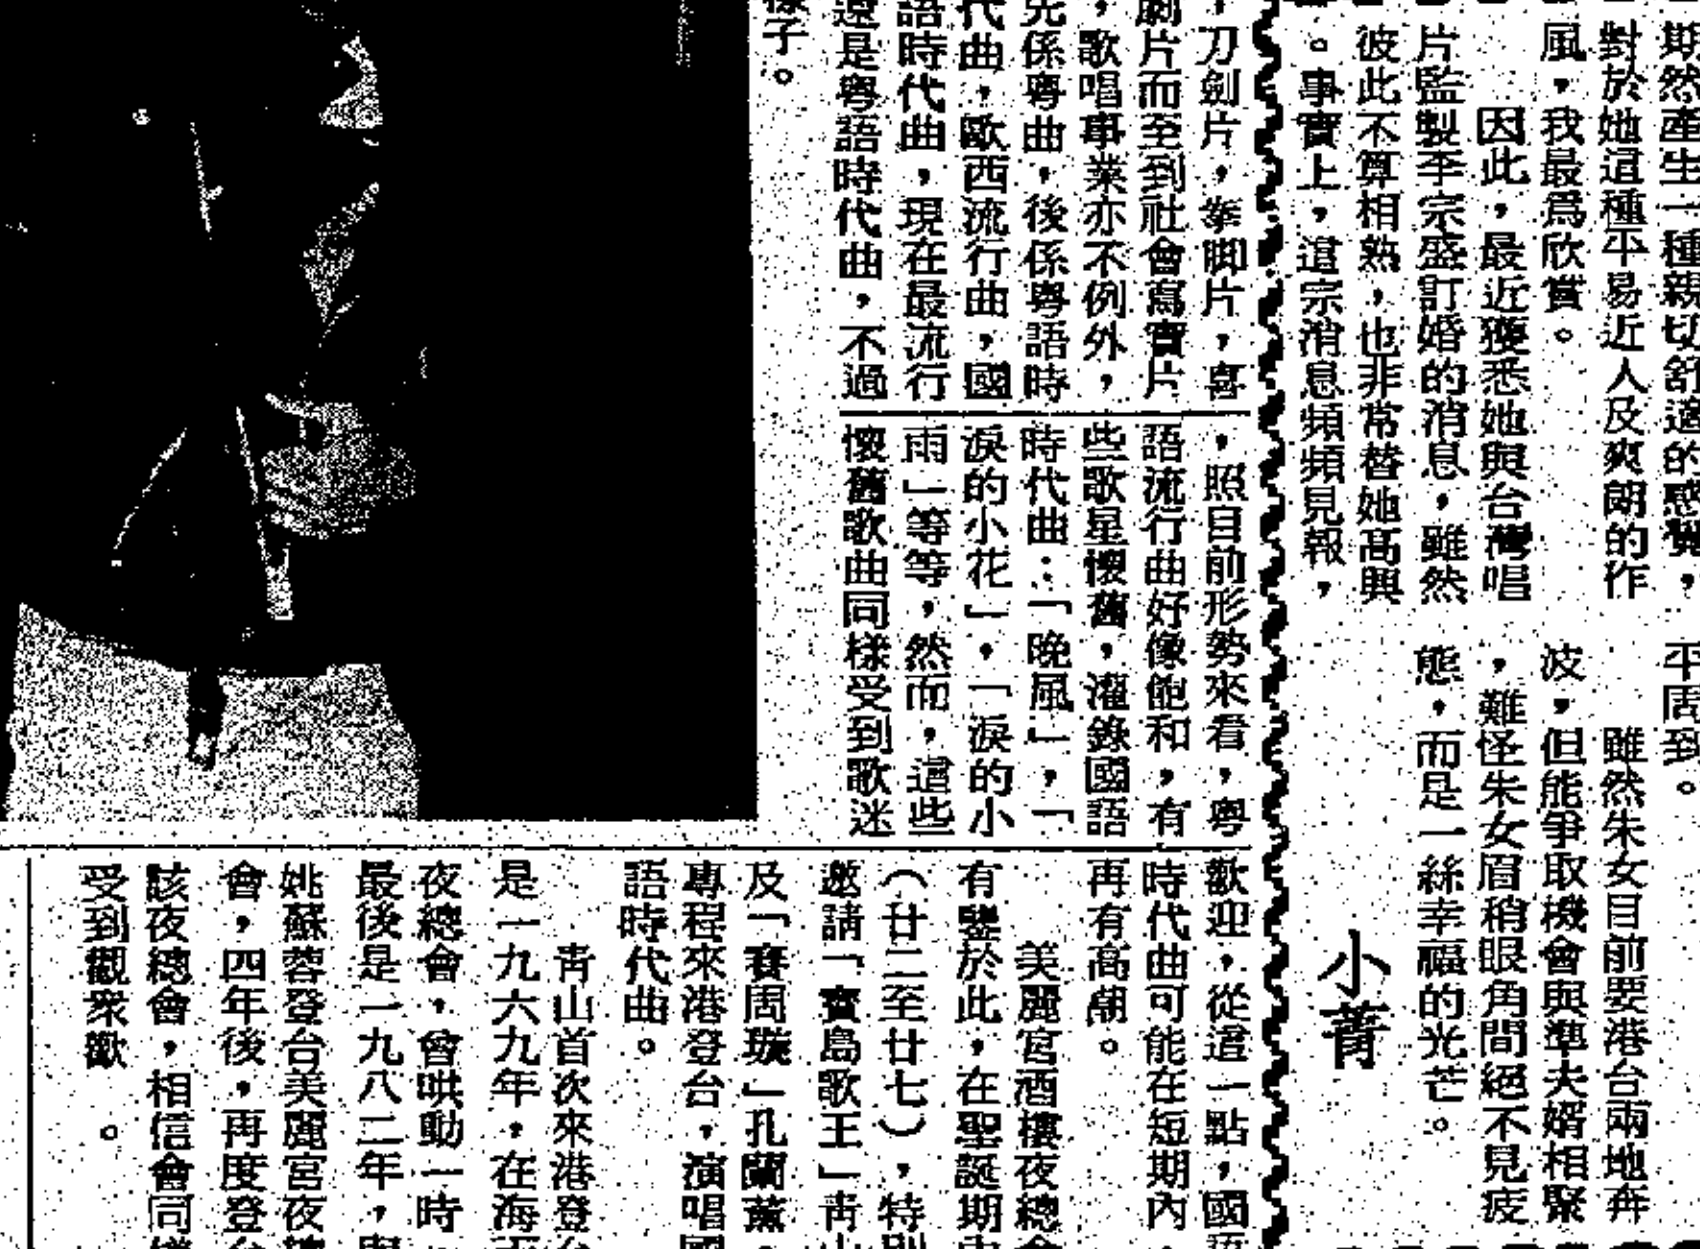 期然產生一種親切舒適的感覺，
對於她這種平易近人及爽朗的作
風，我最為欣賞。
因此，最近獲悉她與台灣唱
片監製李宗盛訂婚的消息，雖然
彼此不算相熟，也非常替她高興
。事實上，這宗消息頻頻見報，
平周到。
雖然朱女目前要港台兩地奔
波，但能爭取機會與準夫婿相聚
，難怪朱女眉稍眼角間絕不見疲
態，而是一絲幸福的光芒。
小菁
，刀劍片，拳脚片，喜
劇片而至到社會寫實片
，歌唱事業亦不例外，
先係粵曲，後係粵語時
代曲，歐西流行曲，國
語時代曲，現在最流行
還是粵語時代曲，不過
樣子。
，照目前形勢來看，粵
語流行曲好像飽和，有
些歌星懷舊，灌錄國語
時代曲：「晚風」，「
淚的小花」，「淚的小
雨」等等，然而，這些
懷舊歌曲同樣受到歌迷
歡迎，從這一點，國語
時代曲可能在短期內，
再有高潮。
美麗宮酒樓夜總會
有鑒於此，在聖誕期中
（廿二至廿七），特別
邀請「寶島歌王」青山
及「賽周璇」孔蘭薰，
專程來港登台，演唱國
語時代曲。
青山首次來港登台
是一九六九年，在海天
夜總會，曾哄動一時，
最後是一九八二年，與
姚蘇蓉登台美麗宮夜總
會，四年後，再度登台
該夜總會，相信會同樣
受到觀衆歡　。